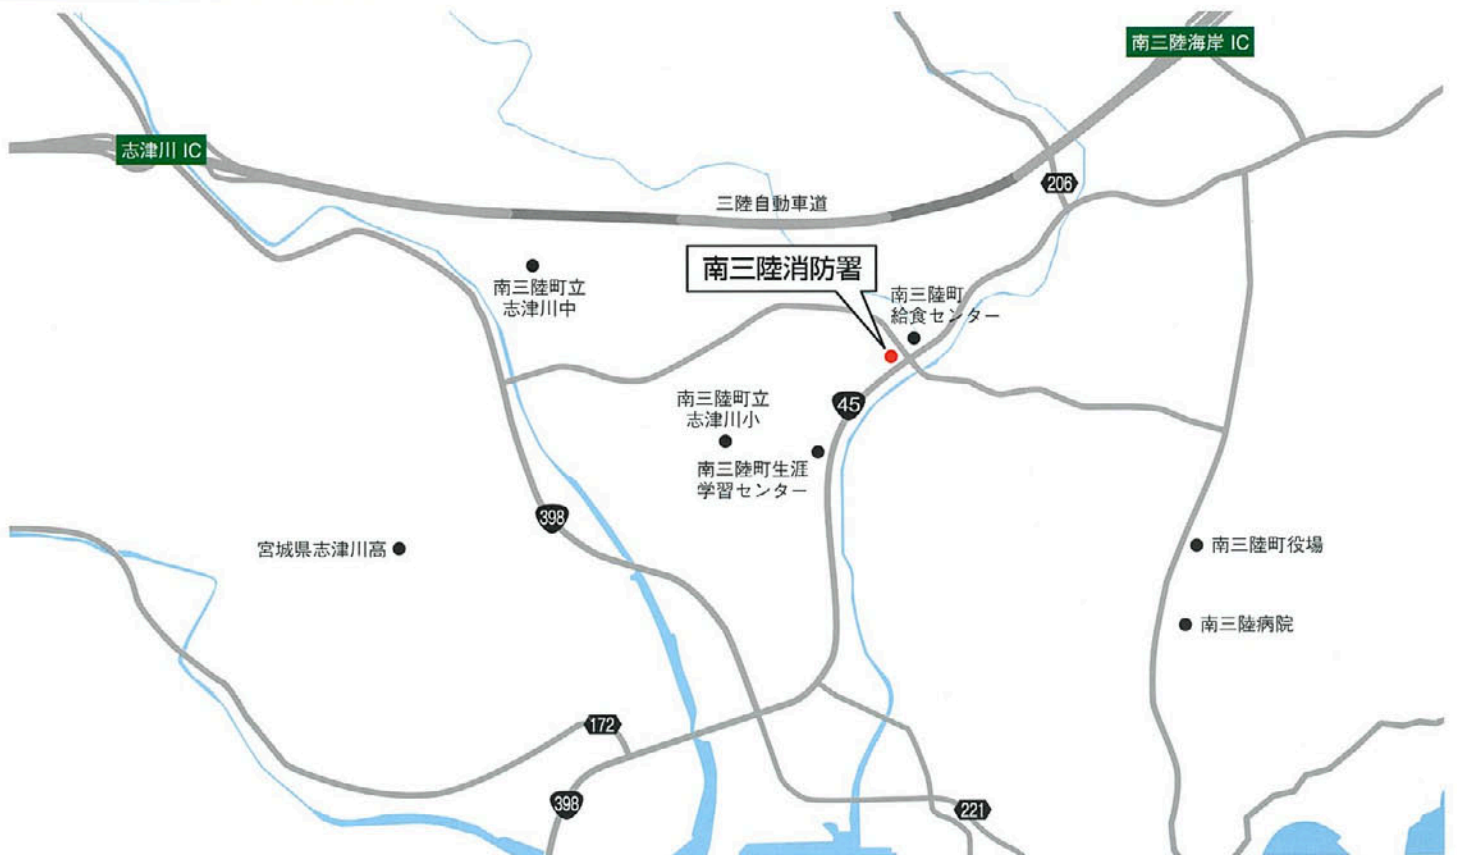 南三陸海岸 IC
志津川 IC
206
三陸自動車道
南三陸消防署
南三陸町立
志津川中
南三陸町
給食センター
南三陸町立
志津川小
45
南三陸町生涯
学習センター
398
宮城県志津川高
南三陸町役場
南三陸病院
172
398
221